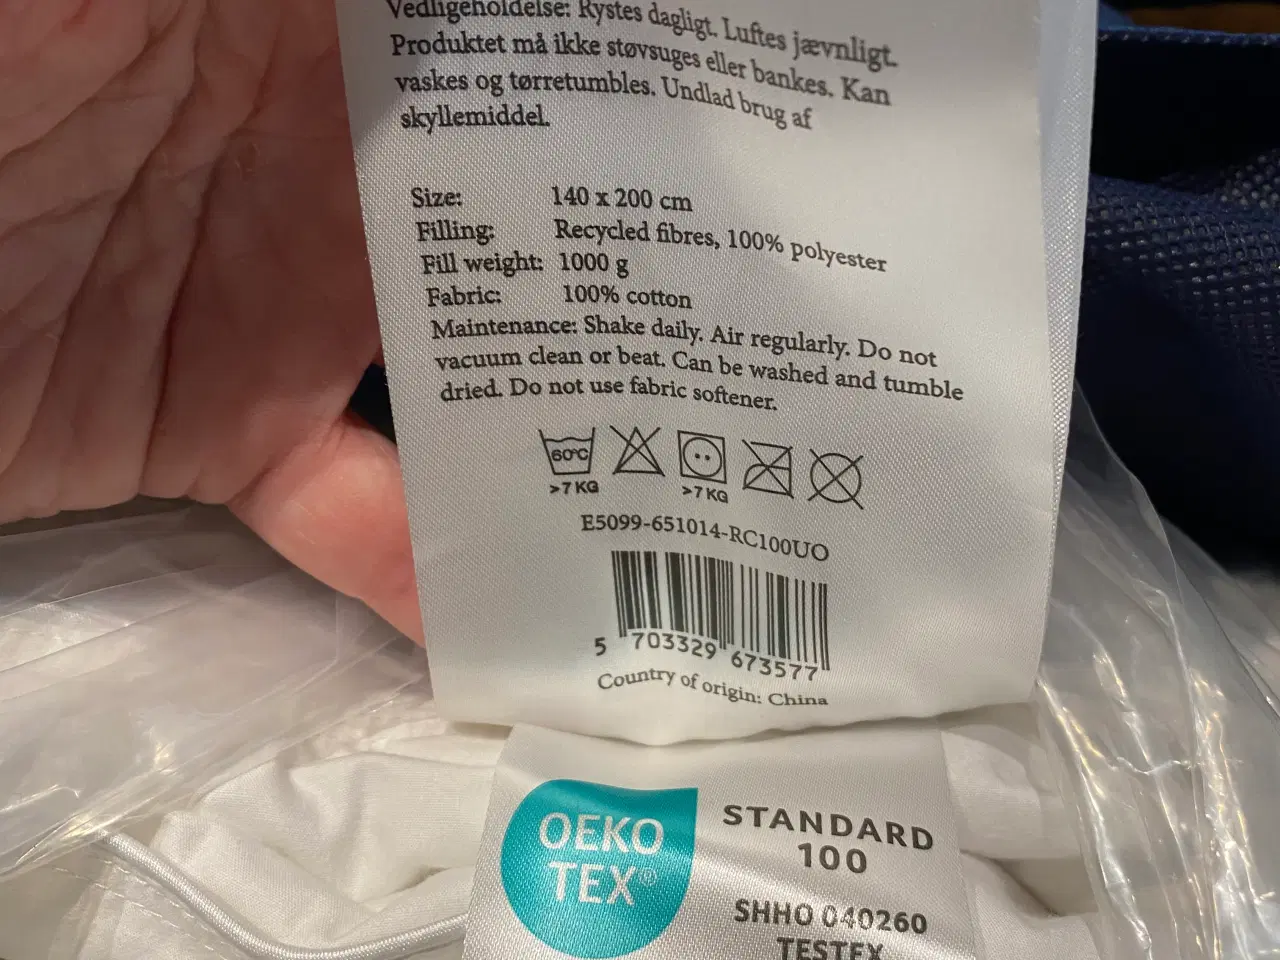 Vedligeholdelse: Rystes dagligt. Luftes jævnligt.
Produktet må ikke støvsuges eller bankes. Kan
vaskes og tørretumbles. Undlad brug af
skyllemiddel.
Size: 140 x 200 cm
Filling: Recycled fibres, 100% polyester
Fill weight: 1000 g
Fabric: 100% cotton
Maintenance: Shake daily. Air regularly. Do not
vacuum clean or beat. Can be washed and tumble
dried. Do not use fabric softener.
60°C
>7 KG >7 KG
E5099-651014-RC100UO
5 703329 673577
Country of origin: China
OEKO
TEX®
STANDARD
100
SHHO 040260
TESTEX